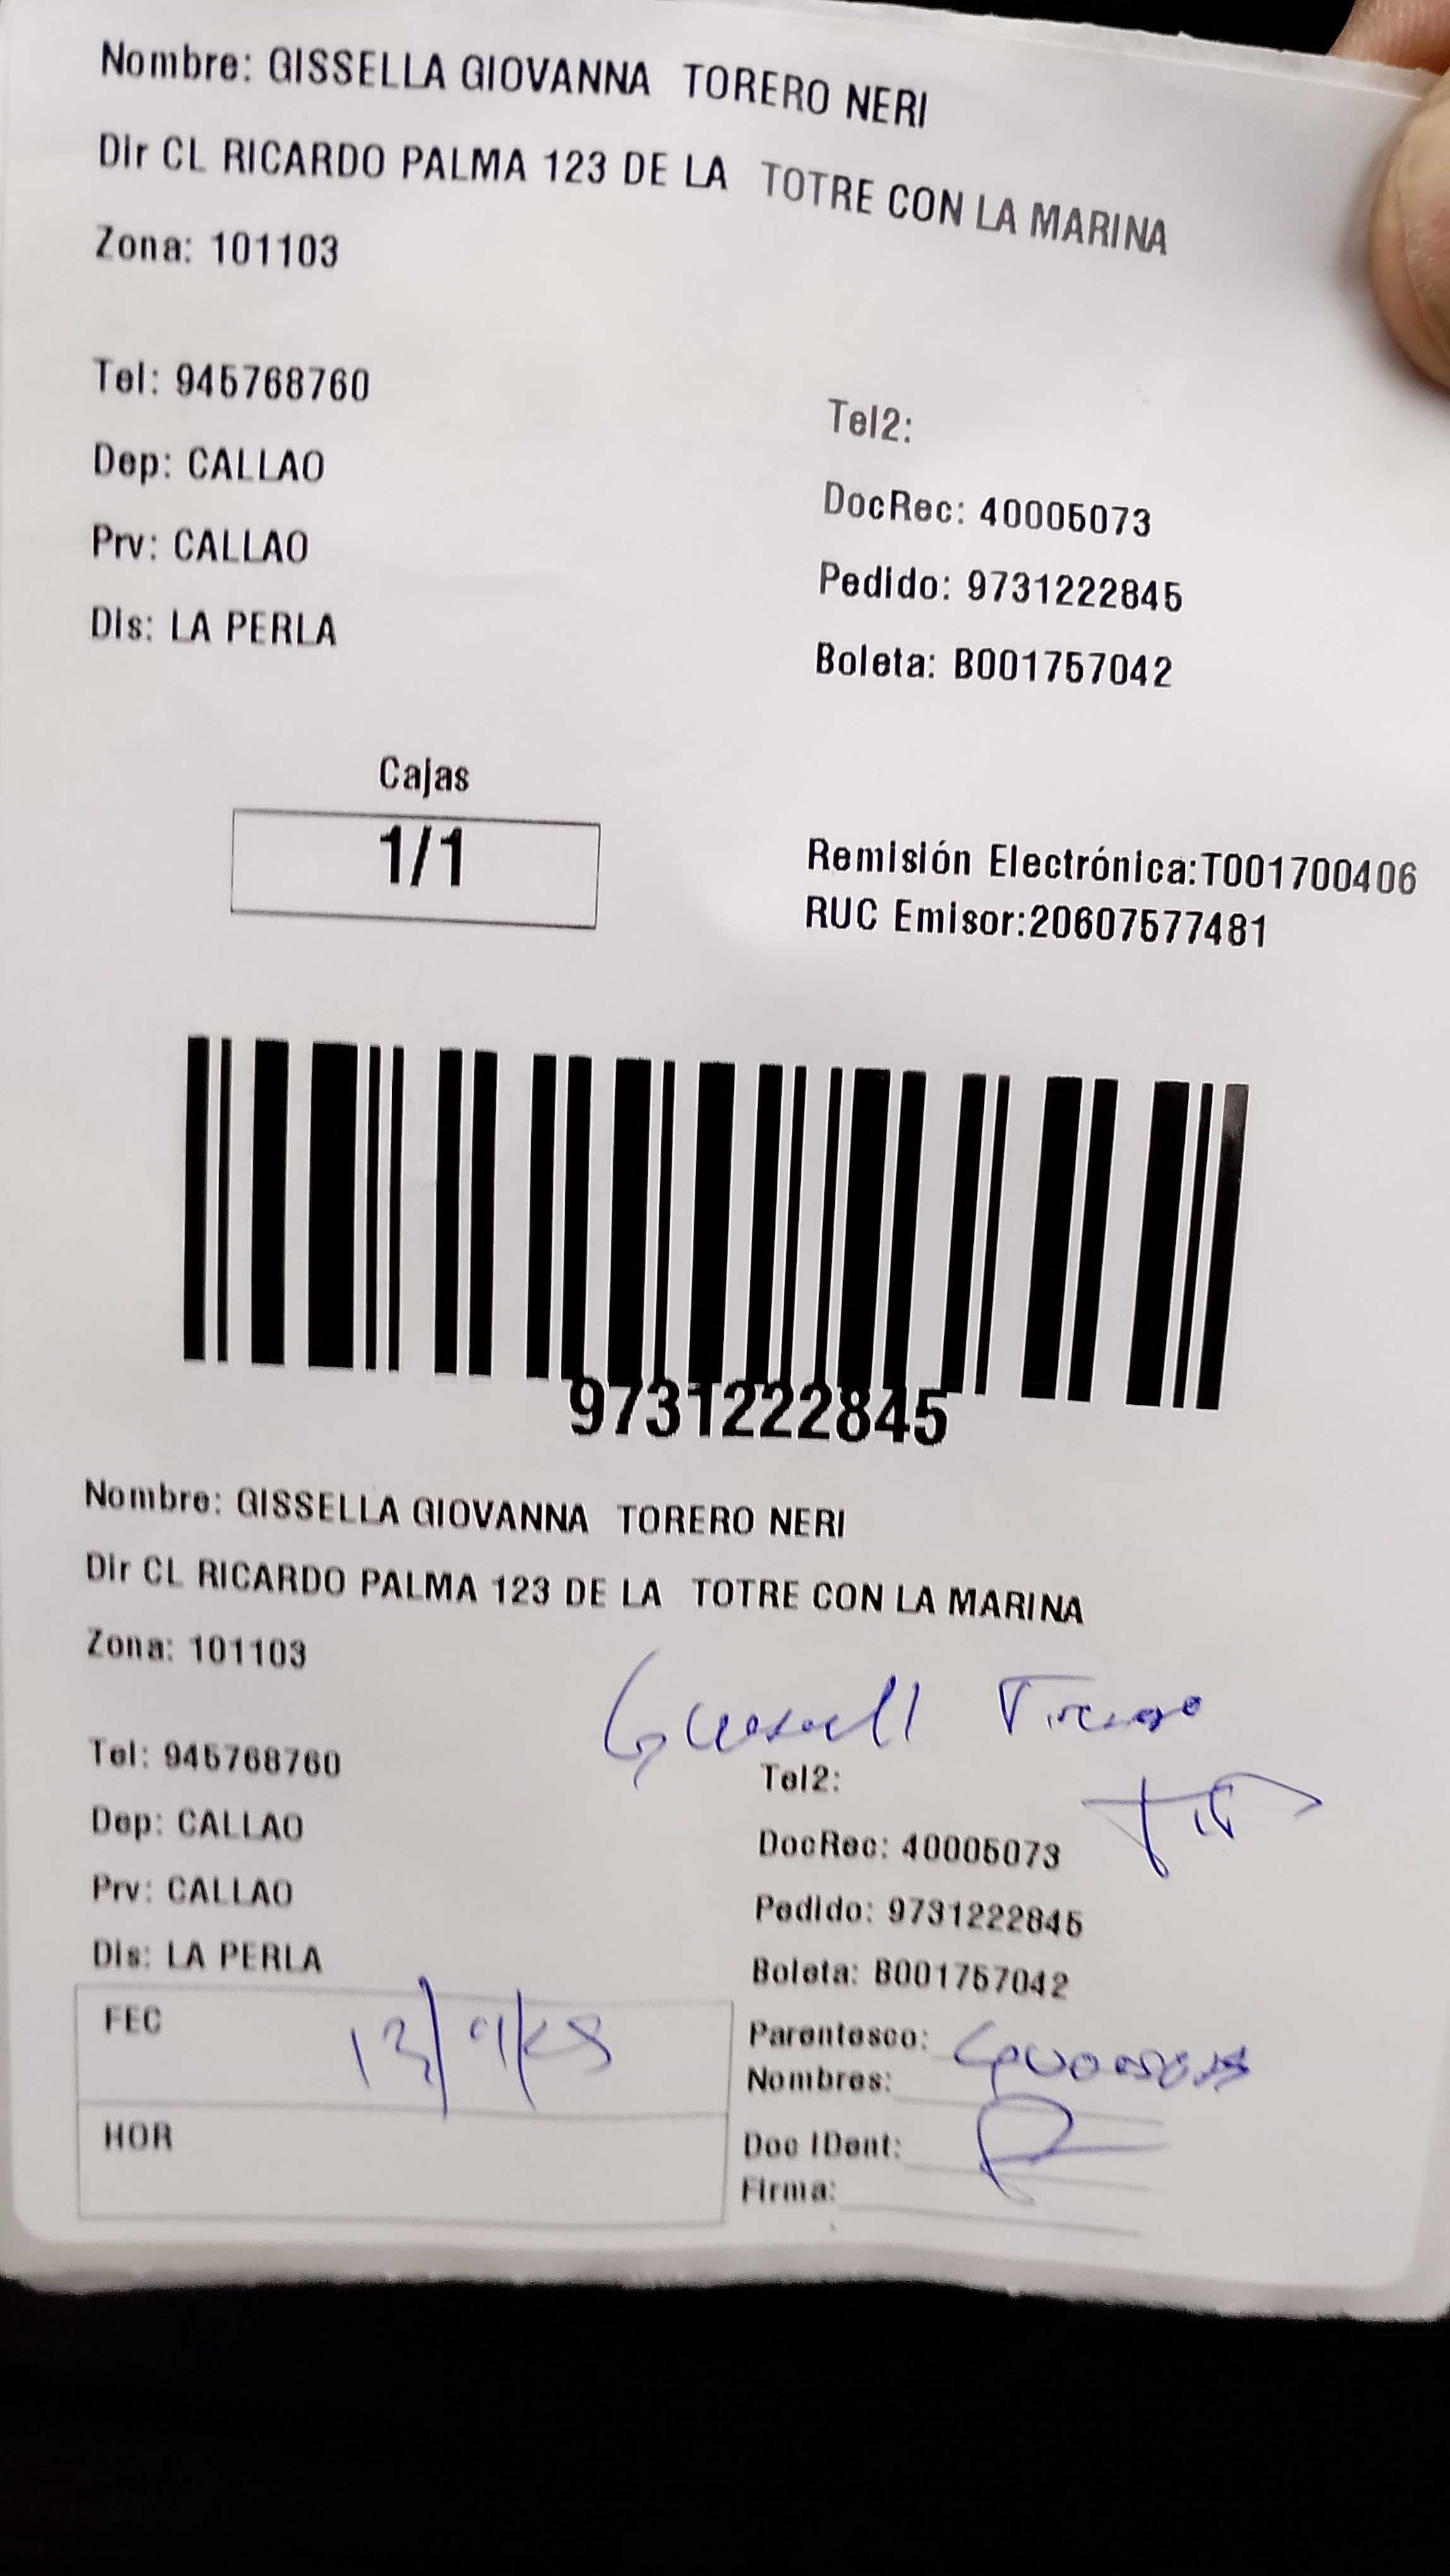 Nombre: GISSELLA GIOVANNA TORERO NERI
Dir CL RICARDO PALMA 123 DE LA TOTRE CON LA MARINA
Zona: 101103
Tel: 945768760
Tel2:
Dep: CALLAO
DocRec: 40005073
Prv: CALLAO
Pedido: 9731222845
Dis: LA PERLA
Boleta: B001757042
Cajas
1/1
Remisión Electrónica:T001700406
RUC Emisor:20607577481
9731222845
Nombre: GISSELLA GIOVANNA TORERO NERI
Dir CL RICARDO PALMA 123 DE LA TOTRE CON LA MARINA
Zona: 101103
Tel: 945768760
Tel2:
Dep: CALLAO
DocRec: 40005073
Prv: CALLAO
Pedido: 9731222845
Dis: LA PERLA
Boleta: B001757042
FEC
Parentesco:
Nombres:
HOR
Doc IDent:
Firma: